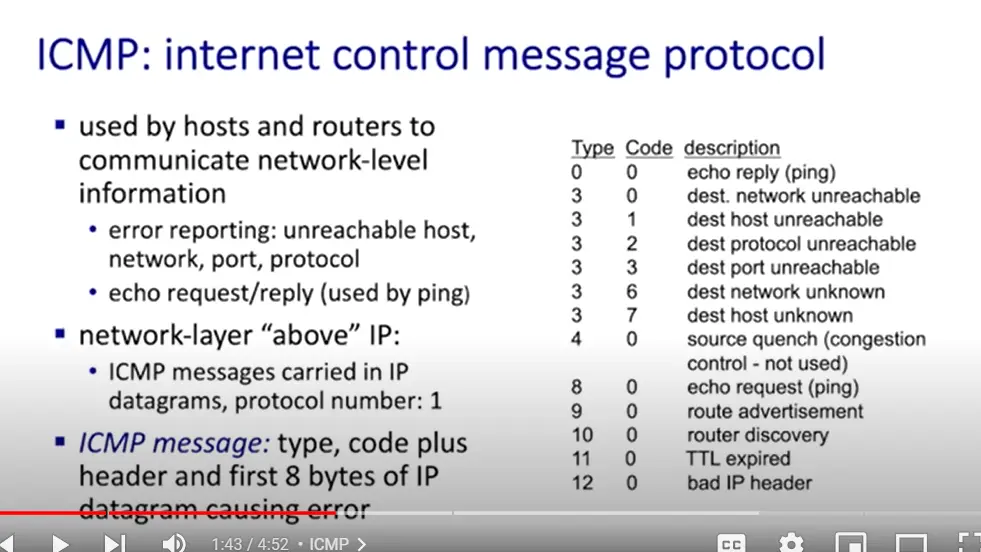 ICMP: internet control message protocol
used by hosts and routers to
communicate network-level
information
error reporting: unreachable host,
network, port, protocol
echo request/reply (used by ping)
network-layer “above” IP:
ICMP messages carried in IP
datagrams, protocol number: 1
ICMP message: type, code plus
header and first 8 bytes of IP
datagram causing error
Type Code description
0 0 echo reply (ping)
3 0 dest. network unreachable
3 1 dest host unreachable
3 2 dest protocol unreachable
3 3 dest port unreachable
3 6 dest network unknown
3 7 dest host unknown
4 0 source quench (congestion
control - not used)
8 0 echo request (ping)
9 0 route advertisement
10 0 router discovery
11 0 TTL expired
12 0 bad IP header
1:43 / 4:52 • ICMP
CC